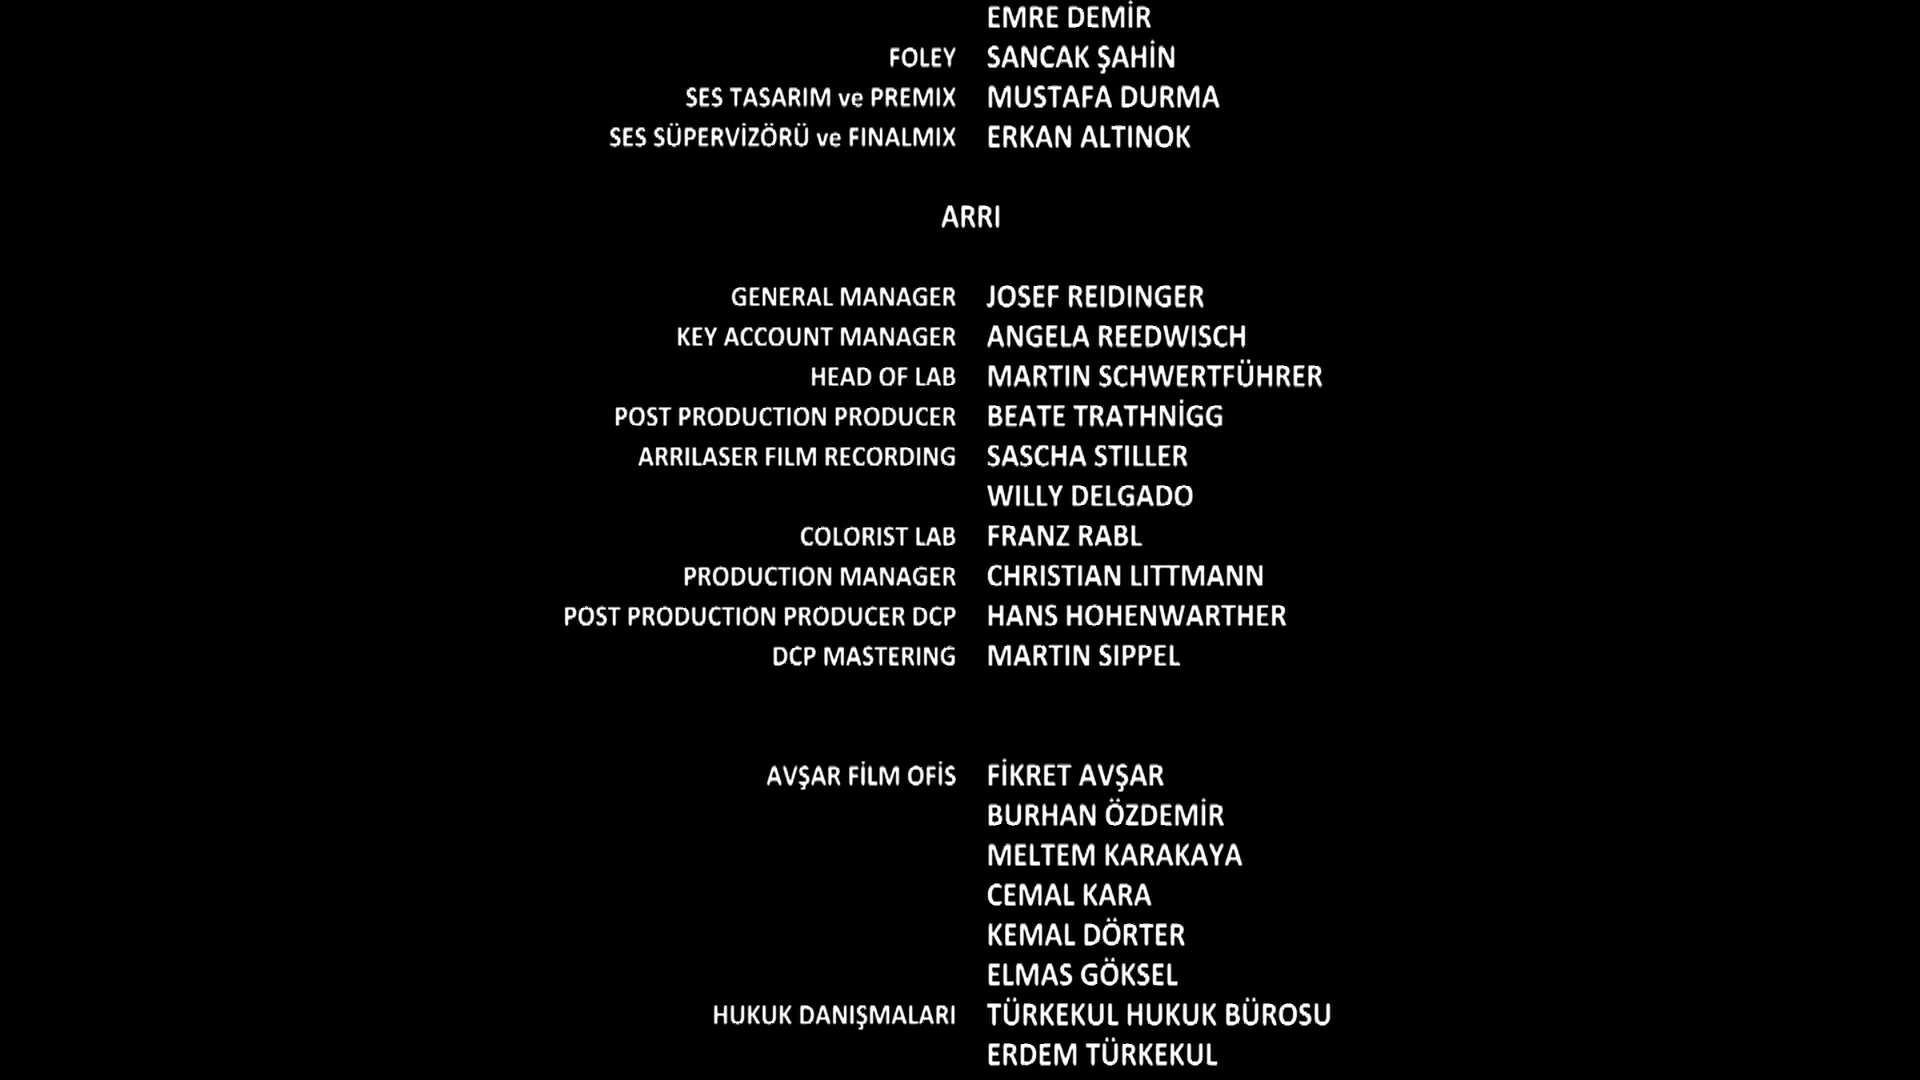 EMRE DEMİR
FOLEY SANCAK ŞAHİN
SES TASARIM ve PREMIX MUSTAFA DURMA
SES SÜPERVİZÖRÜ ve FINALMIX ERKAN ALTINOK
ARRI
GENERAL MANAGER JOSEF REIDINGER
KEY ACCOUNT MANAGER ANGELA REEDWISCH
HEAD OF LAB MARTIN SCHWERTFÜHRER
POST PRODUCTION PRODUCER BEATE TRATHNİGG
ARRILASER FILM RECORDING SASCHA STILLER
WILLY DELGADO
COLORIST LAB FRANZ RABL
PRODUCTION MANAGER CHRISTIAN LITTMANN
POST PRODUCTION PRODUCER DCP HANS HOHENWARTHER
DCP MASTERING MARTIN SIPPEL
AVŞAR FİLM OFİS FİKRET AVŞAR
BURHAN ÖZDEMİR
MELTEM KARAKAYA
CEMAL KARA
KEMAL DÖRTER
ELMAS GÖKSEL
HUKUK DANIŞMALARI TÜRKEKUL HUKUK BÜROSU
ERDEM TÜRKEKUL